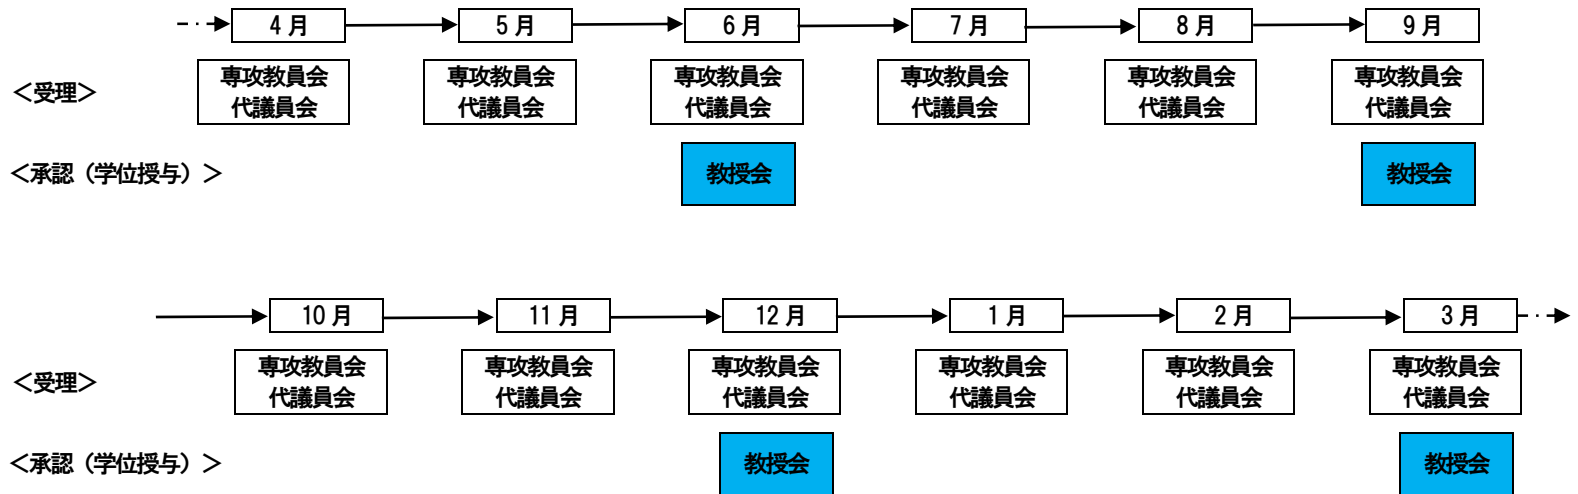 4月 5月 6月 7月 8月 9月
＜受理＞ 専攻教員会 専攻教員会 専攻教員会 専攻教員会 専攻教員会 専攻教員会
代議員会 代議員会 代議員会 代議員会 代議員会 代議員会
＜承認（学位授与）＞ 教授会 教授会
10月 11月 12月 1月 2月 3月
＜受理＞ 専攻教員会 専攻教員会 専攻教員会 専攻教員会 専攻教員会 専攻教員会
代議員会 代議員会 代議員会 代議員会 代議員会 代議員会
＜承認（学位授与）＞ 教授会 教授会